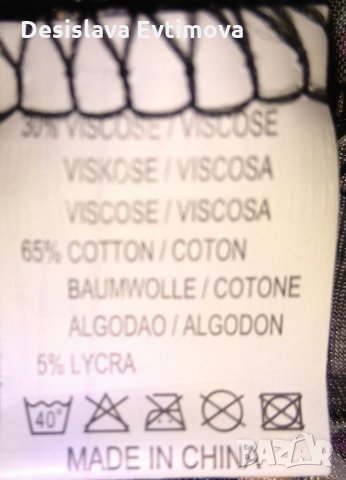 Desislava Evtimova
30% VISCOSE / VISCOSE
VISKOSE / VISCOSA
VISCOSE / VISCOSA
65% COTTON / COTON
BAUMWOLLE / COTONE
ALGODAO / ALGODON
5% LYCRA
40°
MADE IN CHINA
BAZAR